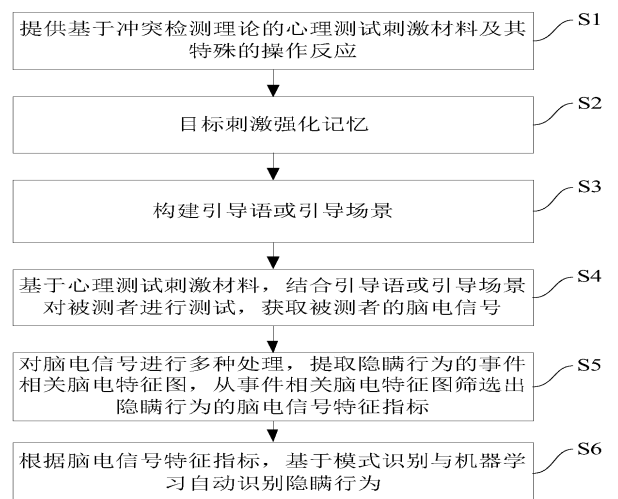 提供基于冲突检测理论的心理测试刺激材料及其
特殊的操作反应
S1
目标刺激强化记忆
S2
构建引导语或引导场景
S3
基于心理测试刺激材料，结合引导语或引导场景
对被测者进行测试，获取被测者的脑电信号
S4
对脑电信号进行多种处理，提取隐瞒行为的事件
相关脑电特征图，从事件相关脑电特征图筛选出
隐瞒行为的脑电信号特征指标
S5
根据脑电信号特征指标，基于模式识别与机器学
习自动识别隐瞒行为
S6